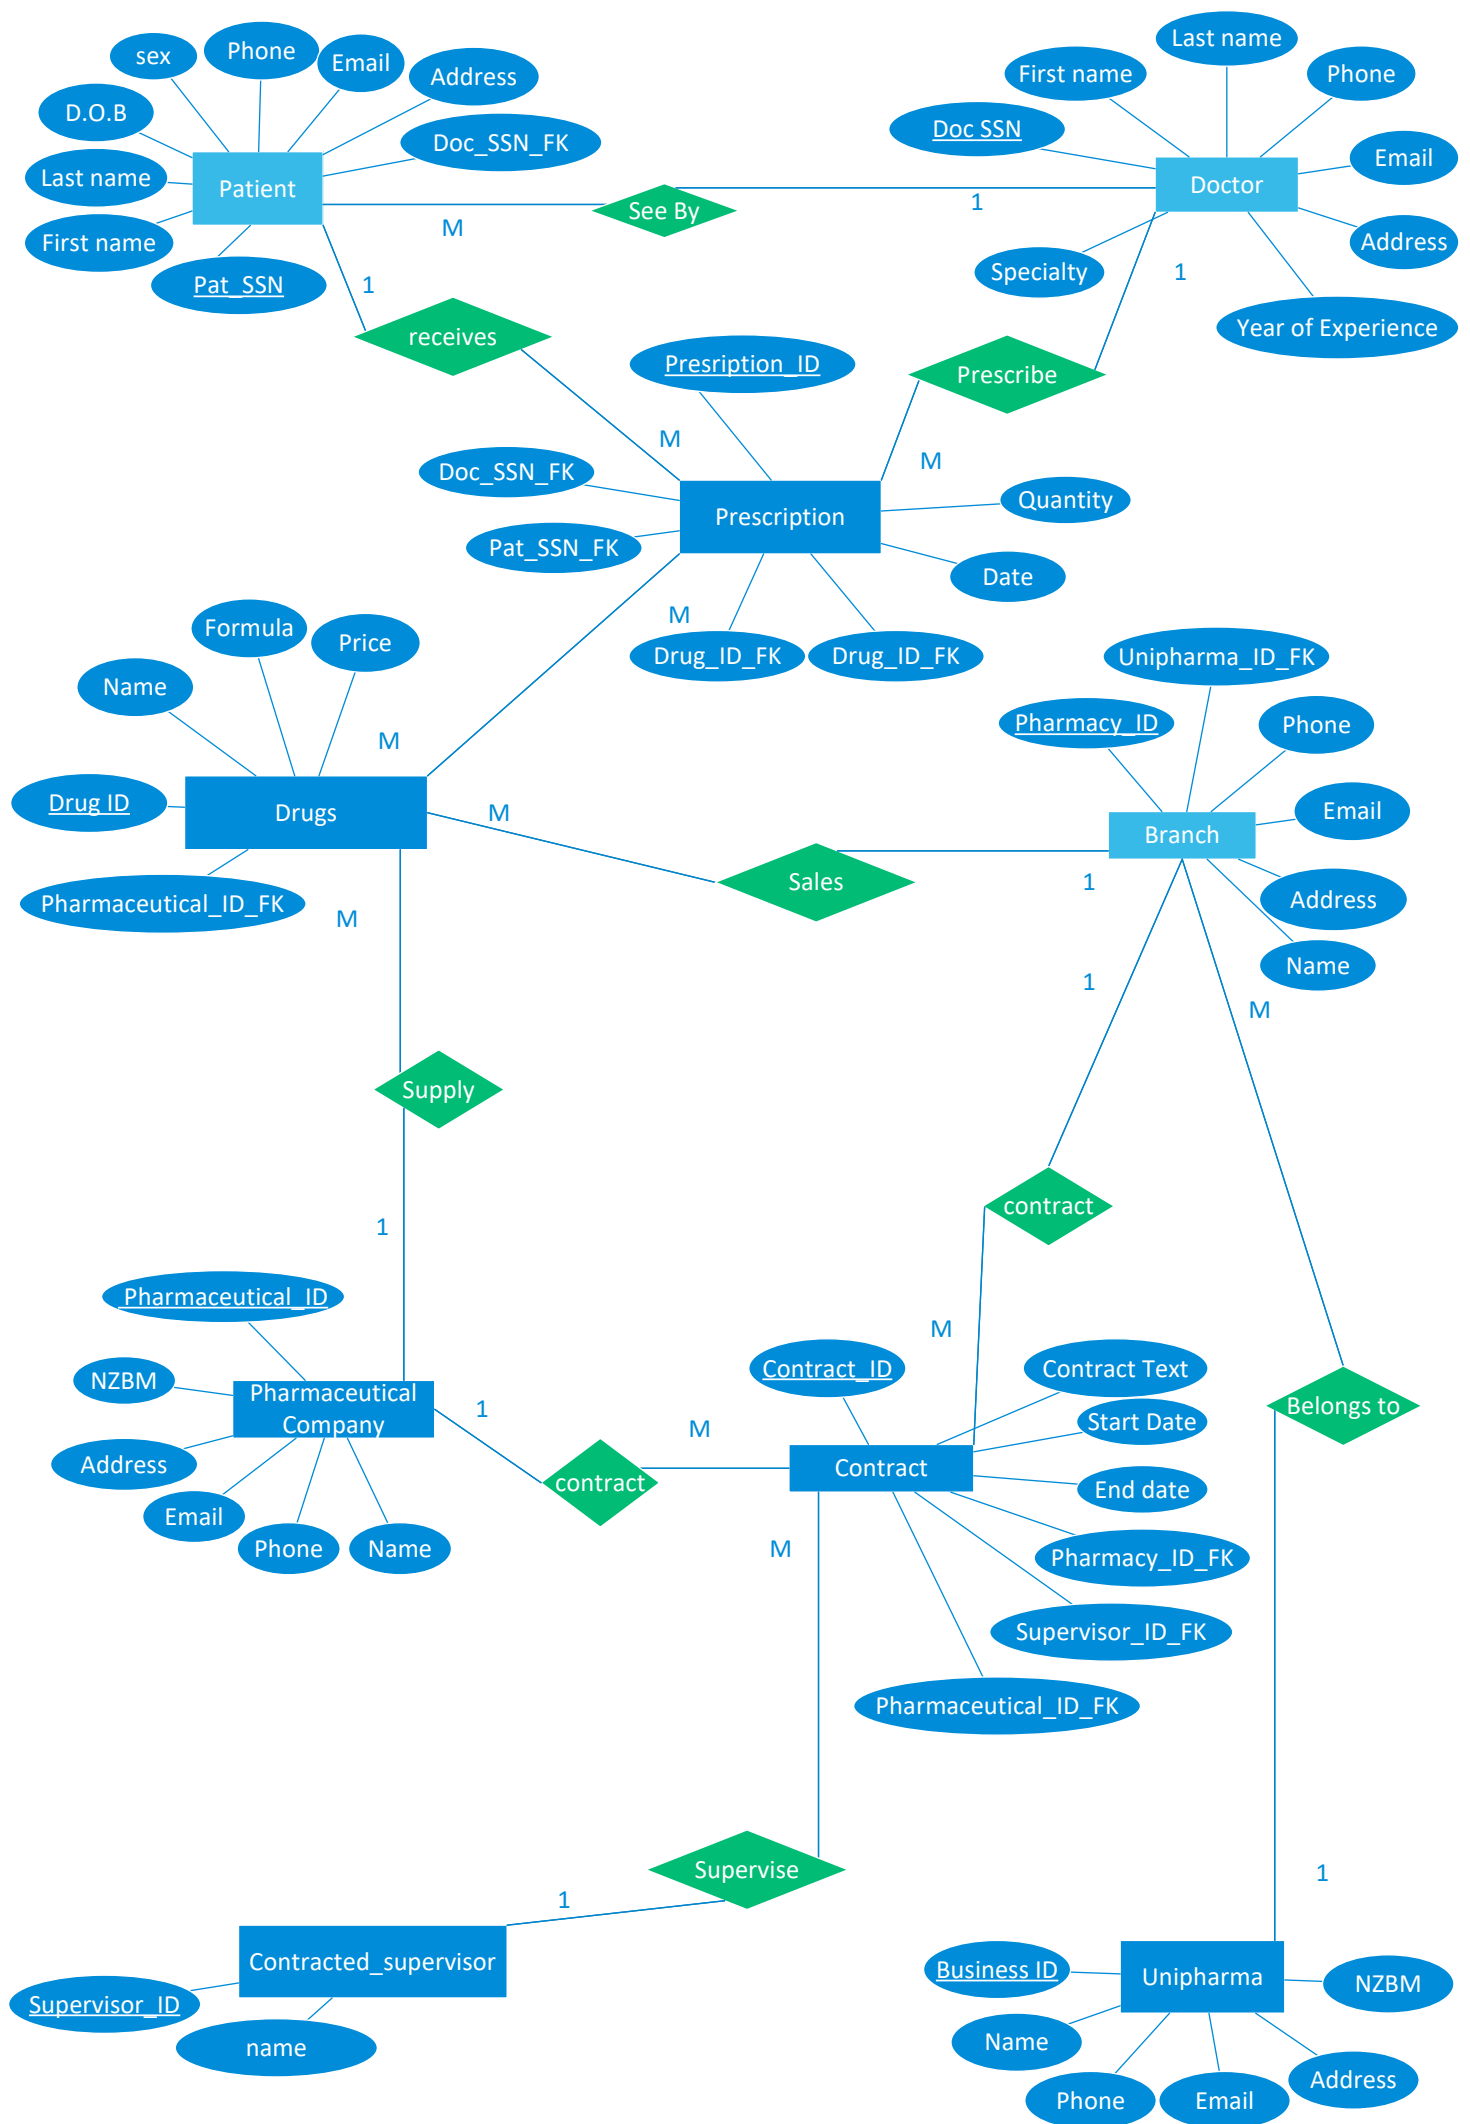 sex
Phone
Email
Address
D.O.B
Doc_SSN_FK
Last name
Patient
First name
Pat_SSN
Last name
First name
Phone
Doc SSN
Email
Doctor
Address
Specialty
Year of Experience
See By
M
1
1
1
receives
Prescribe
M
M
Presription_ID
Doc_SSN_FK
Quantity
Prescription
Pat_SSN_FK
Date
M
Drug_ID_FK
Drug_ID_FK
Formula
Price
Name
M
Drug ID
Drugs
Pharmaceutical_ID_FK
M
M
Sales
1
Unipharma_ID_FK
Pharmacy_ID
Phone
Email
Branch
Address
Name
1
M
Supply
1
contract
M
Pharmaceutical_ID
NZBM
Pharmaceutical
Company
Address
Email
Phone
Name
1
contract
M
Contract_ID
Contract Text
Start Date
Contract
End date
Pharmacy_ID_FK
Supervisor_ID_FK
Pharmaceutical_ID_FK
M
Belongs to
1
Supervise
1
Contracted_supervisor
Supervisor_ID
name
Business ID
Unipharma
NZBM
Name
Phone
Email
Address